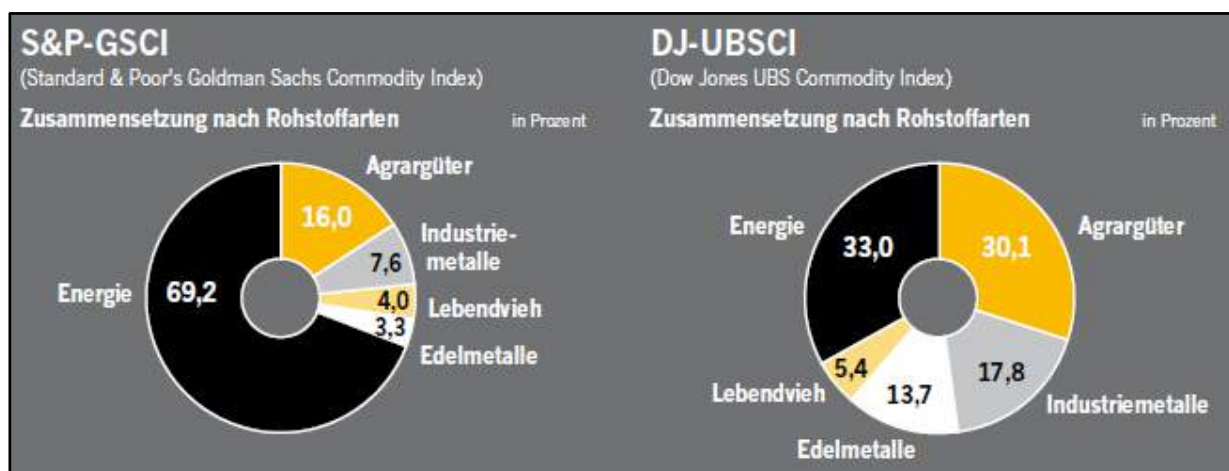 S&P-GSCI
(Standard & Poor's Goldman Sachs Commodity Index)
Zusammensetzung nach Rohstoffarten in Prozent
Agrargüter
16,0
Industrie-
metalle
7,6
Energie
69,2
4,0
Lebendvieh
3,3
Edelmetalle
DJ-UBSCI
(Dow Jones UBS Commodity Index)
Zusammensetzung nach Rohstoffarten in Prozent
Energie
33,0
30,1
Agrargüter
5,4
Lebendvieh
13,7
17,8
Industriemetalle
Edelmetalle